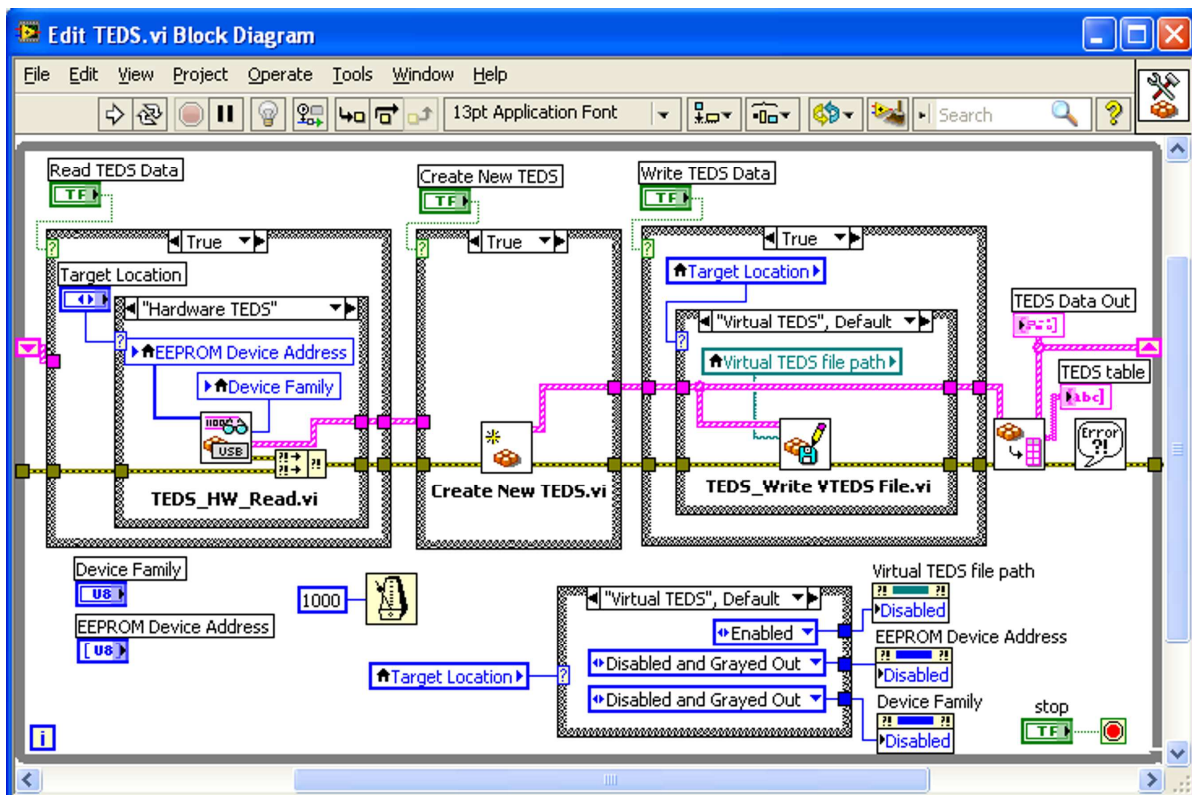 Edit TEDS.vi Block Diagram
File Edit View Project Operate Tools Window Help
13pt Application Font Search
Read TEDS Data
TF
Create New TEDS
TF
Write TEDS Data
TF
True
True
True
Target Location
Target Location
"Hardware TEDS"
"Virtual TEDS", Default
EEPROM Device Address
Virtual TEDS file path
Device Family
USB
TEDS_HW_Read.vi
Create New TEDS.vi
TEDS_Write VTEDS File.vi
TEDS Data Out
TEDS table
abc
Error
?!
Device Family
U8
EEPROM Device Address
U8
1000
"Virtual TEDS", Default
Enabled
Disabled and Grayed Out
Disabled and Grayed Out
Target Location
Virtual TEDS file path
Disabled
EEPROM Device Address
Disabled
Device Family
Disabled
stop
TF
i